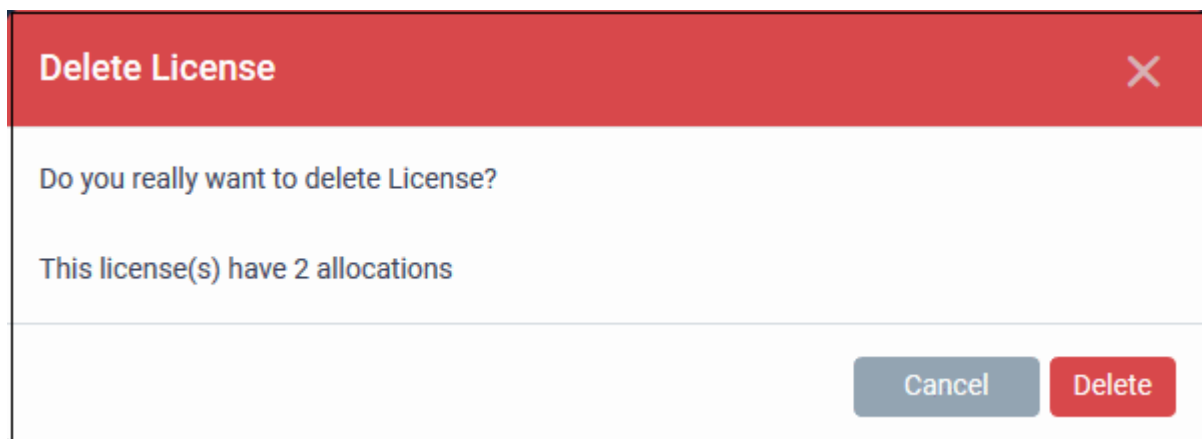 Delete License
Do you really want to delete License?
This license(s) have 2 allocations
Cancel Delete